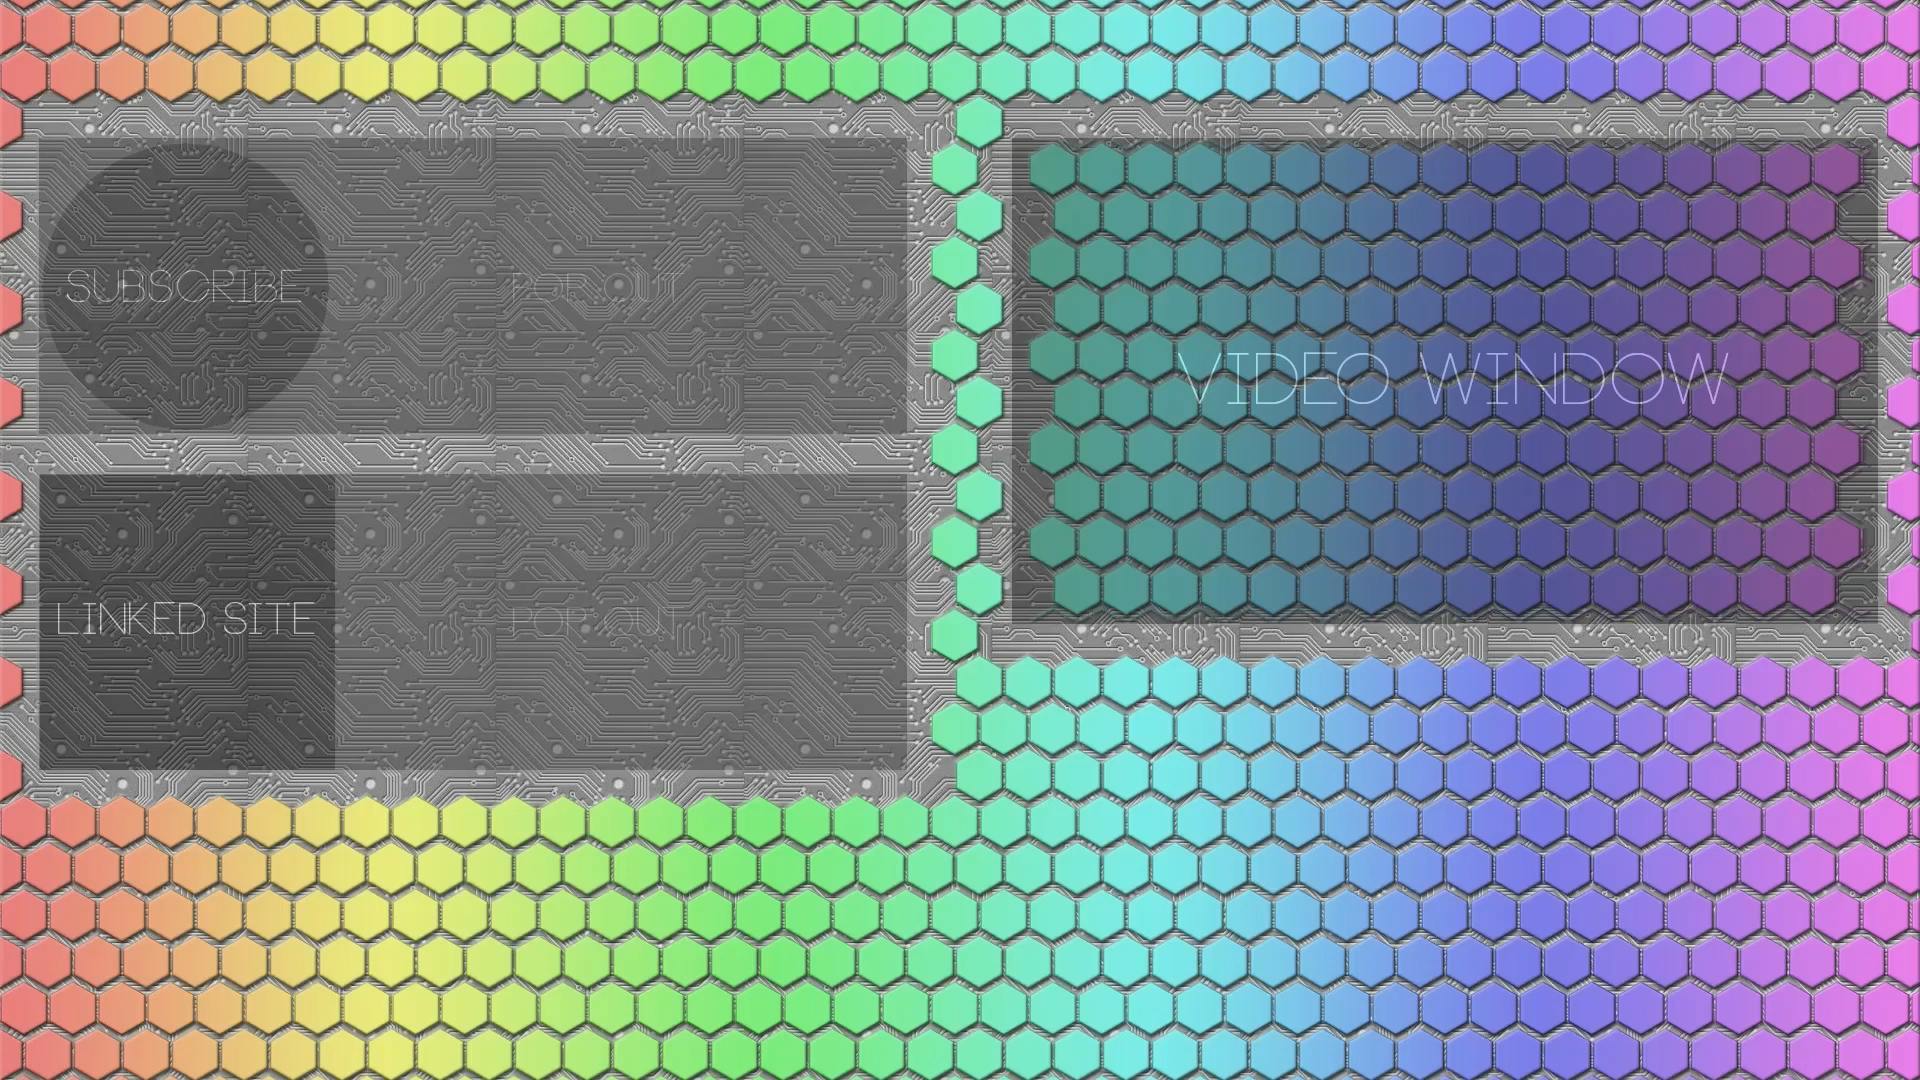 SUBSCRIBE
POP OUT
VIDEO WINDOW
LINKED SITE
POP OUT